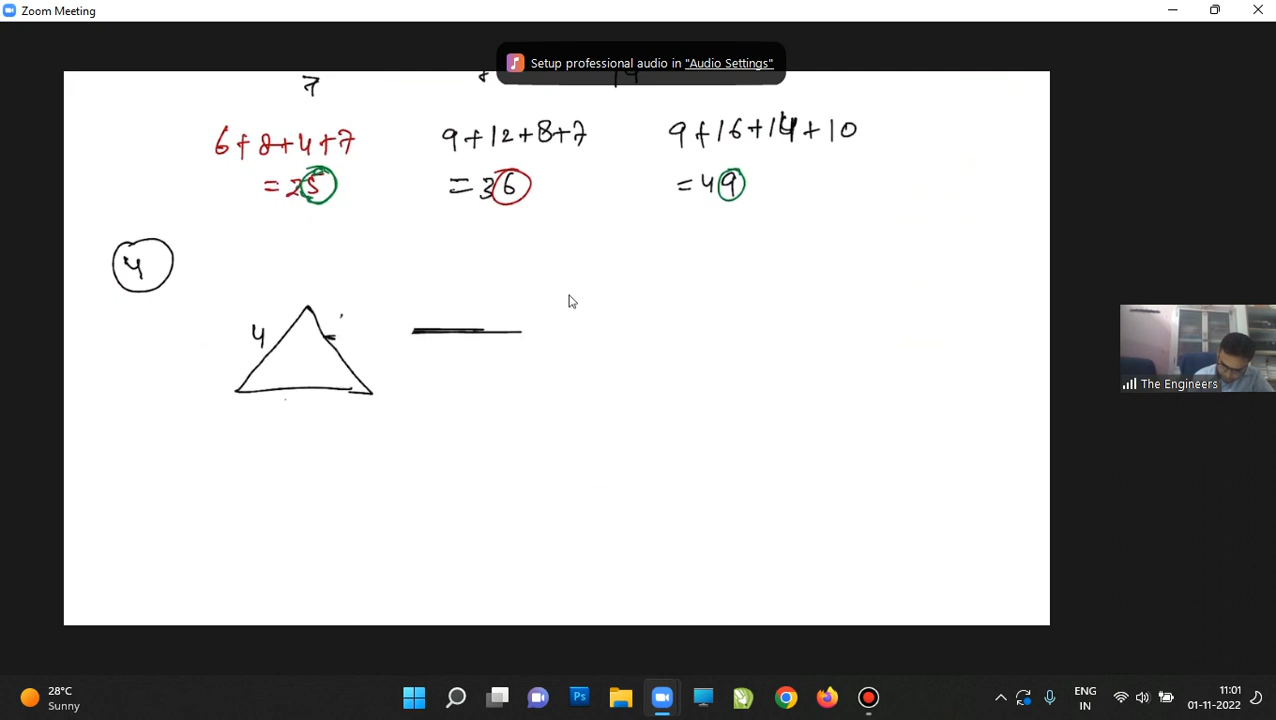 Zoom Meeting
Setup professional audio in "Audio Settings"
7
6+8+4+7
=25
9+12+8+7
=36
9+16+14+10
=49
4
4
The Engineers
28°C
Sunny
Ps
ENG
IN
11:01
01-11-2022